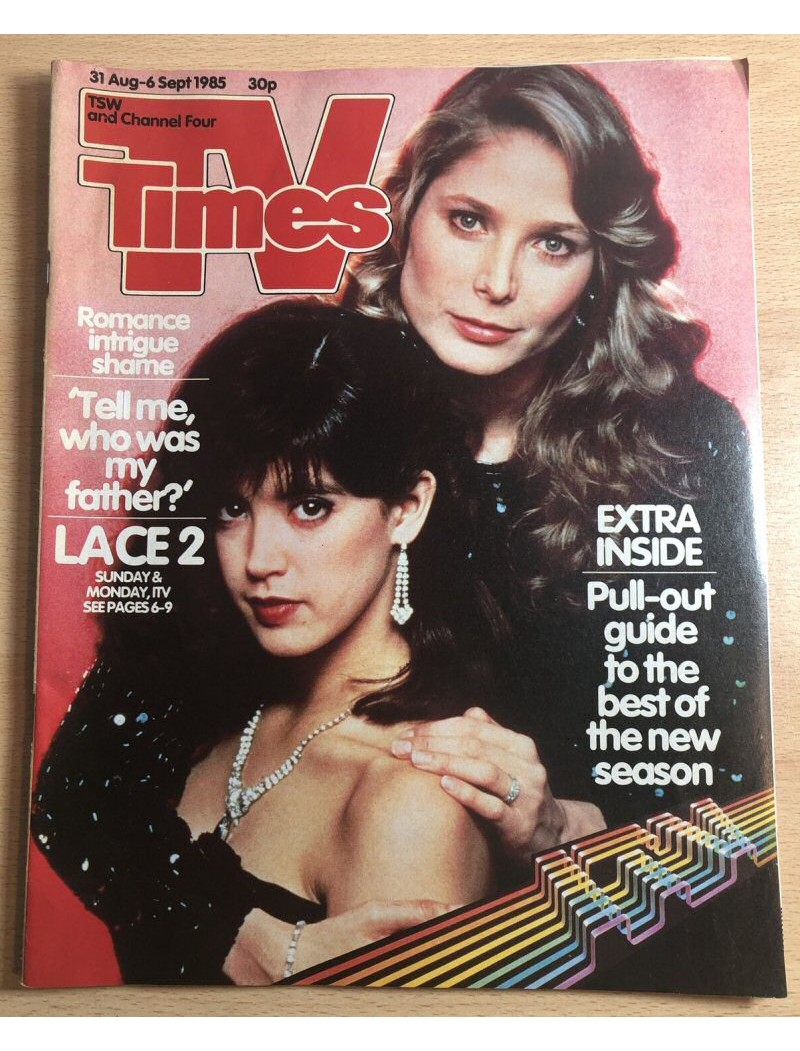 31 Aug-6 Sept 1985 30p
TSW
and Channel Four
TV
Times
Romance
intrigue
shame
'Tell me,
who was
my
father?'
LACE 2
SUNDAY &
MONDAY, ITV
SEE PAGES 6-9
EXTRA
INSIDE
Pull-out
guide
to the
best of
the new
season
ITV